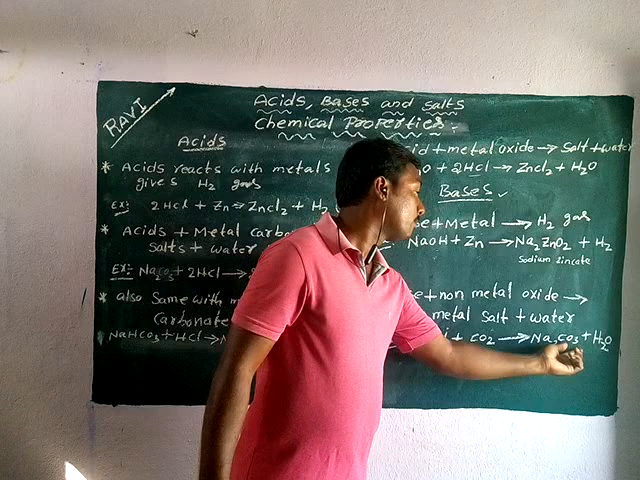 RAVI
Acids, Bases and Salts
Chemical Properties:
Acids
* Acids reacts with metals
gives H2 gas
Ex: 2HCl + Zn → ZnCl2 + H2
* Acids + Metal
Salts + water
Ex: Na2CO3 + 2HCl →
* also Same with
Carbonate
NaHCO3 + HCl →
+ metal oxide → Salt + water
+ 2HCl → ZnCl2 + H2O
Bases
+ Metal → H2 gas
NaOH + Zn → Na2ZnO2 + H2
Sodium zincate
+ non metal oxide →
metal Salt + water
+ CO2 → Na2CO3 + H2O